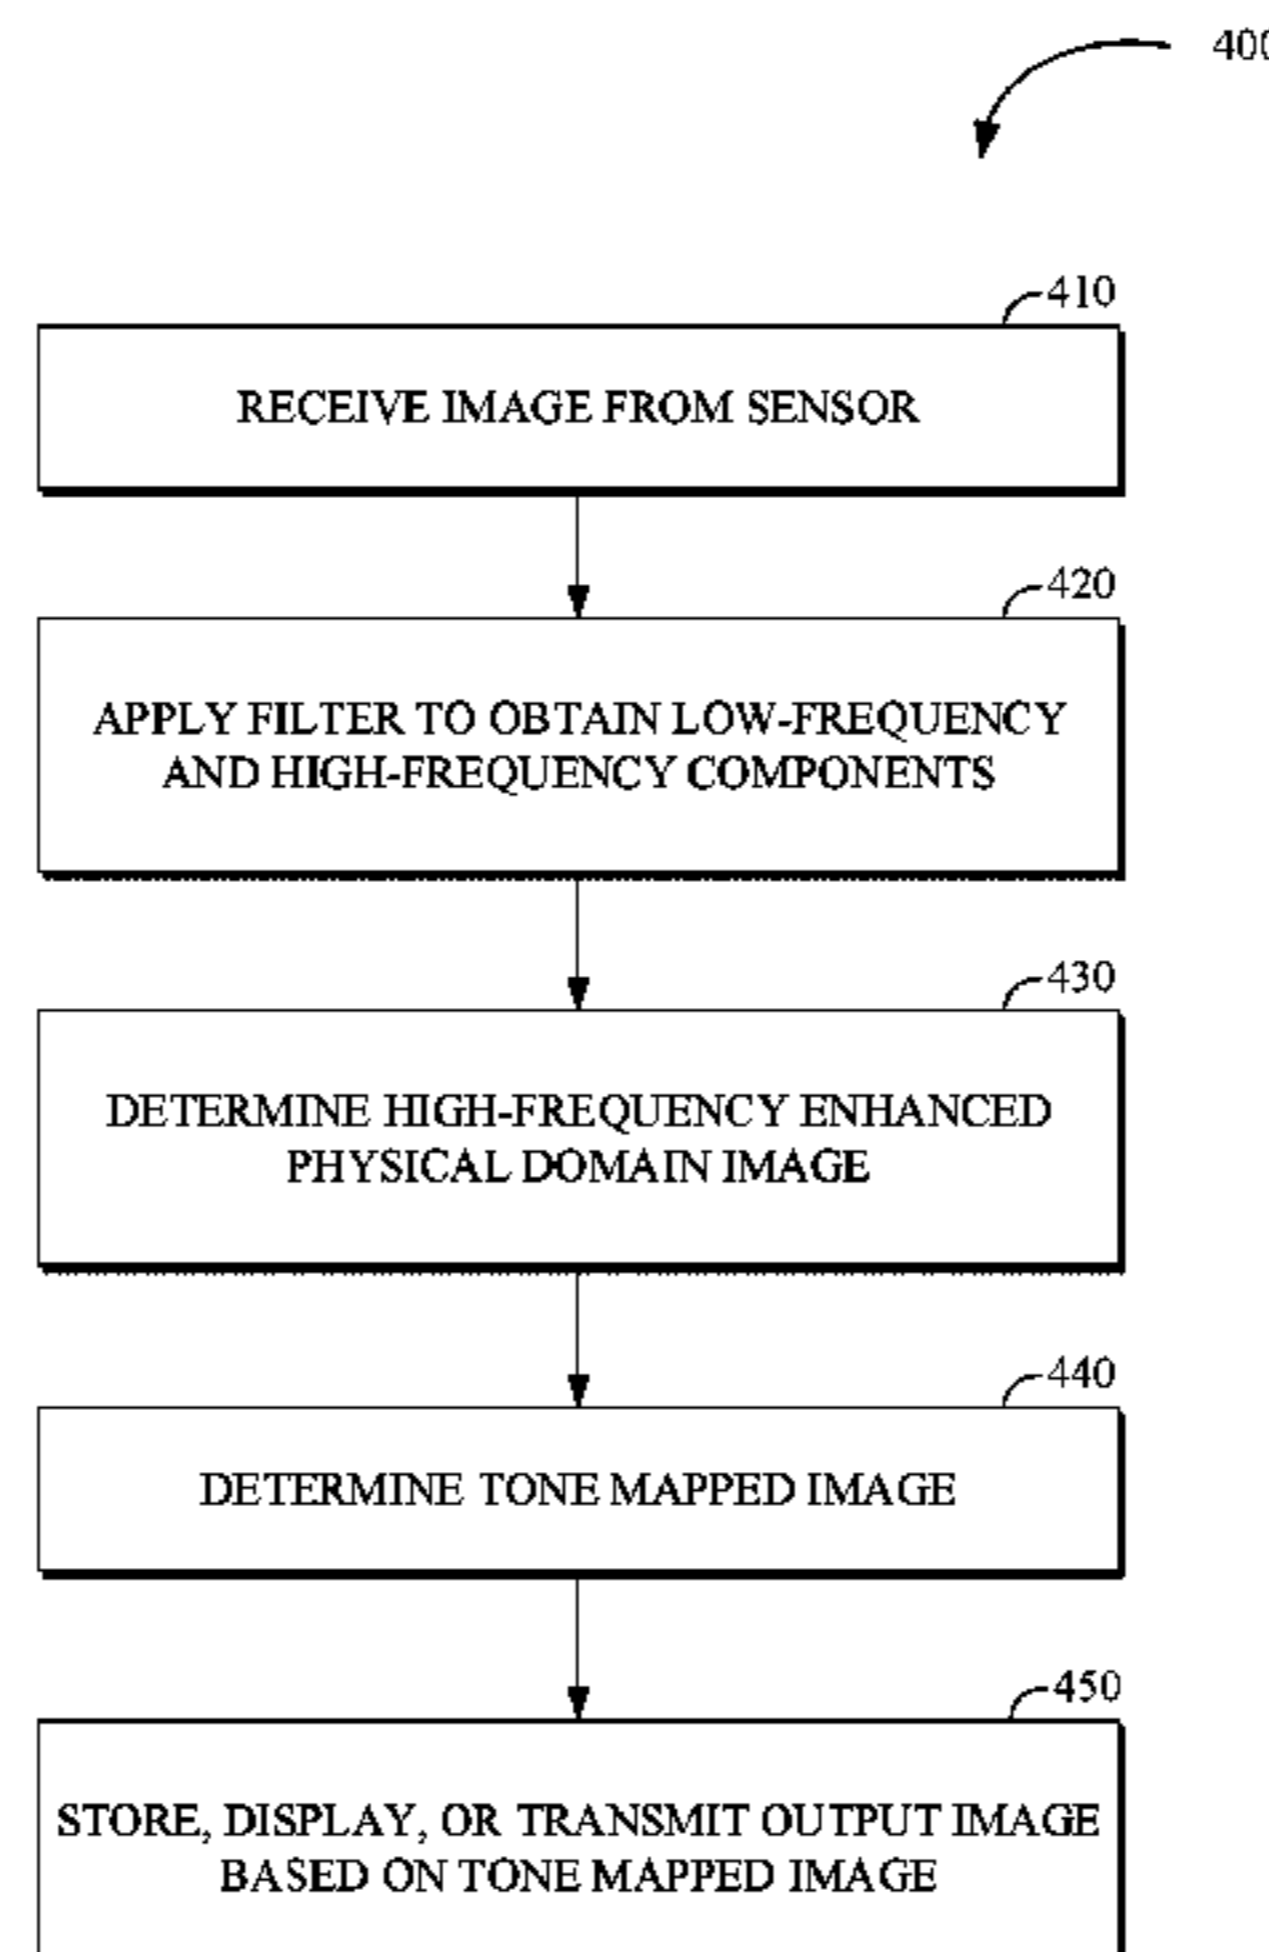 400
410
RECEIVE IMAGE FROM SENSOR
420
APPLY FILTER TO OBTAIN LOW-FREQUENCY
AND HIGH-FREQUENCY COMPONENTS
430
DETERMINE HIGH-FREQUENCY ENHANCED
PHYSICAL DOMAIN IMAGE
440
DETERMINE TONE MAPPED IMAGE
450
STORE, DISPLAY, OR TRANSMIT OUTPUT IMAGE
BASED ON TONE MAPPED IMAGE